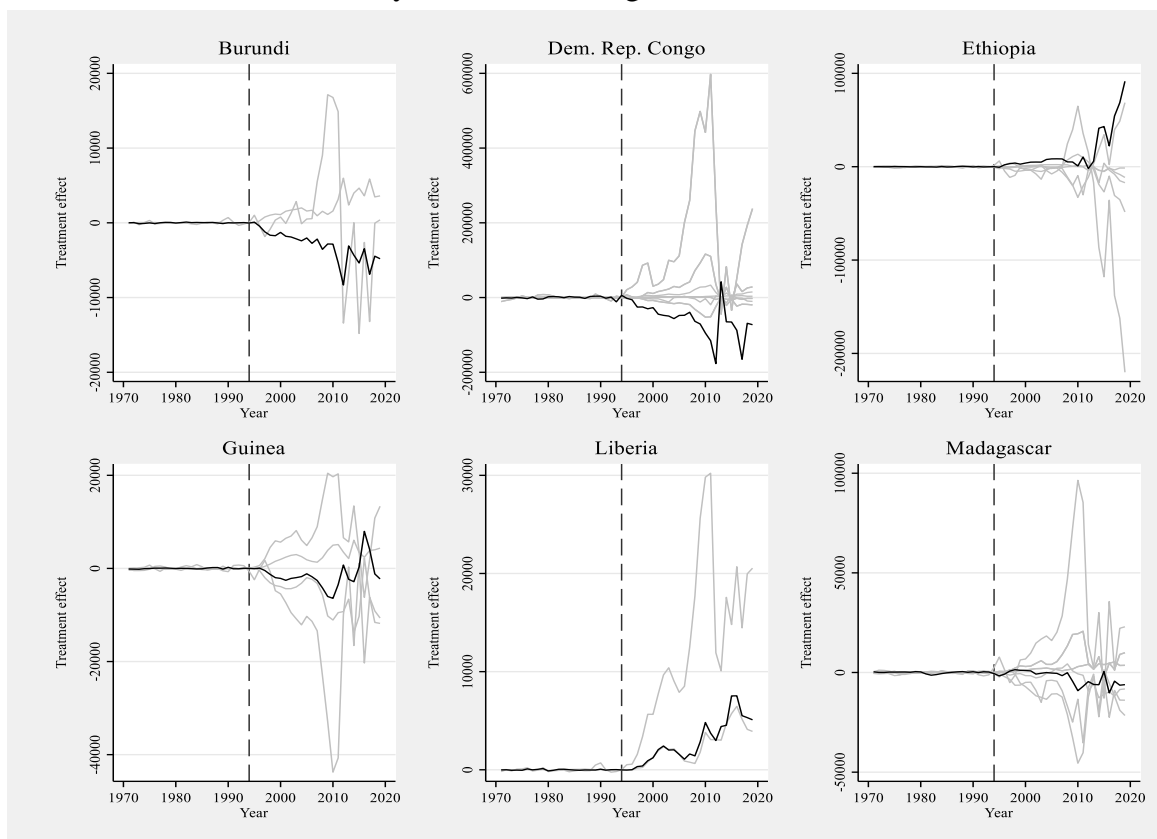 Burundi
Treatment effect
20000
10000
0
-10000
-20000
1970 1980 1990 2000 2010 2020
Year
Dem. Rep. Congo
Treatment effect
600000
400000
200000
0
-200000
1970 1980 1990 2000 2010 2020
Year
Ethiopia
Treatment effect
100000
0
-100000
-200000
1970 1980 1990 2000 2010 2020
Year
Guinea
Treatment effect
20000
0
-20000
-40000
1970 1980 1990 2000 2010 2020
Year
Liberia
Treatment effect
30000
20000
10000
0
1970 1980 1990 2000 2010 2020
Year
Madagascar
Treatment effect
100000
50000
0
-50000
1970 1980 1990 2000 2010 2020
Year